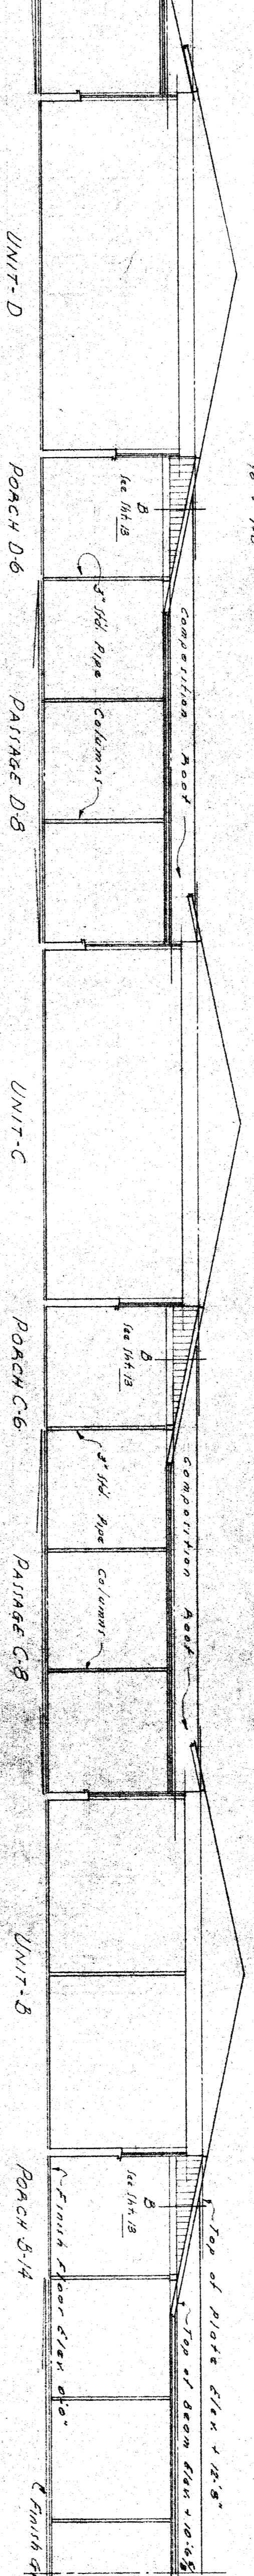 UNIT-D
PORCH D-6
PASSAGE D-8
B
See Sht. 13
3" Std. Pipe Columns
Composition Roof
UNIT-C
PORCH C-6
PASSAGE C-8
B
See Sht. 13
3" Std. Pipe Columns
Composition Roof
UNIT-B
PORCH B-14
B
See Sht. 13
Top of Plate Elev + 12'-8"
Top of Beam Elev + 10'-6
Finish Floor Elev 0'-0"
Finish